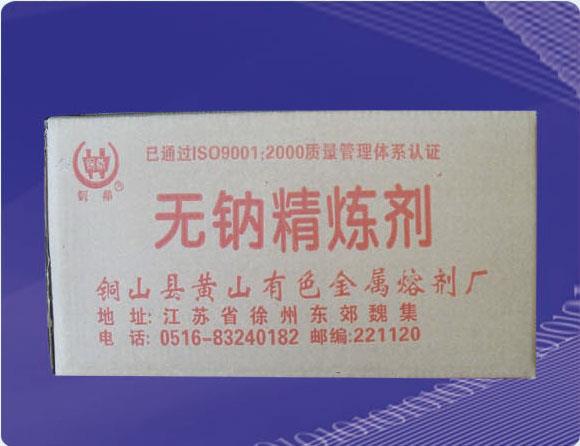 已通过ISO9001:2000质量管理体系认证
®
无钠精炼剂
铜山县黄山有色金属熔剂厂
地 址: 江苏省徐州东郊魏集
电 话: 0516-83240182 邮编:221120